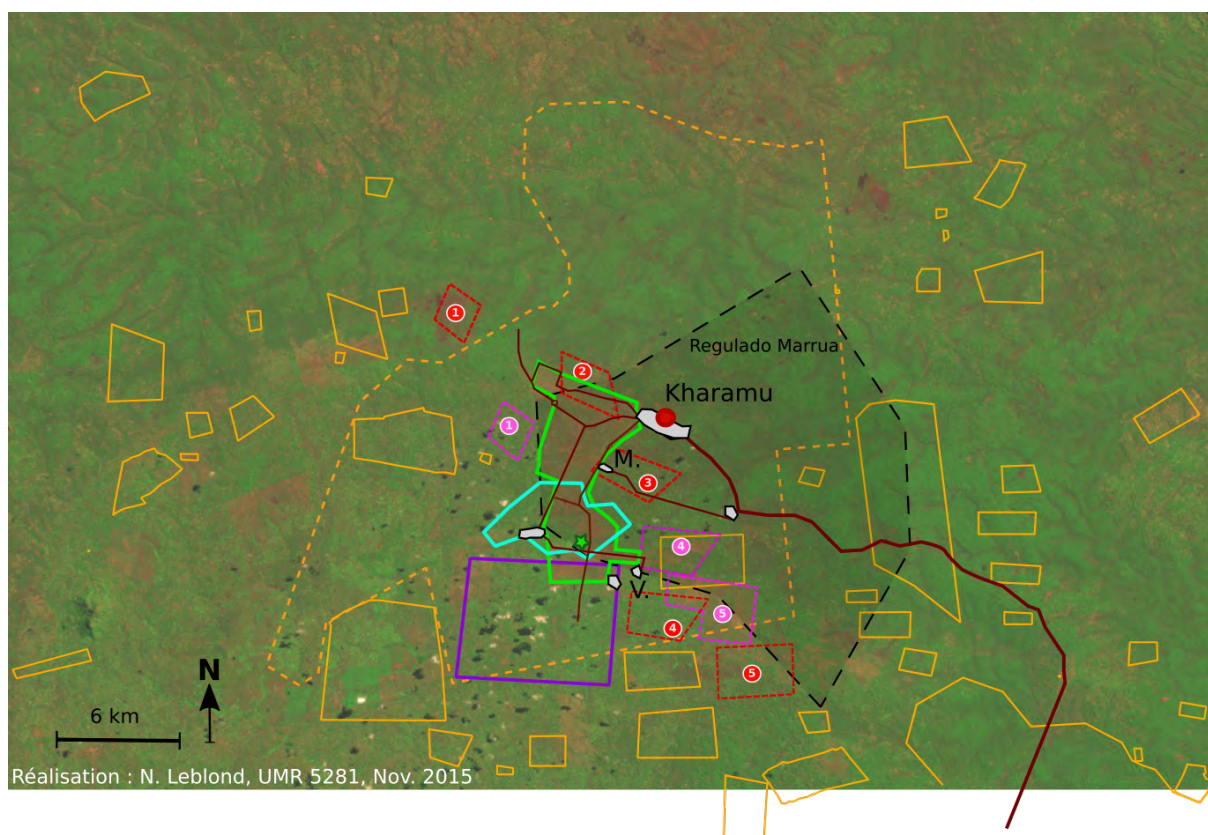 Regulado Marrua
1
2
Kharamu
1
M.
3
4
V.
5
4
5
N
6 km
Réalisation : N. Leblond, UMR 5281, Nov. 2015